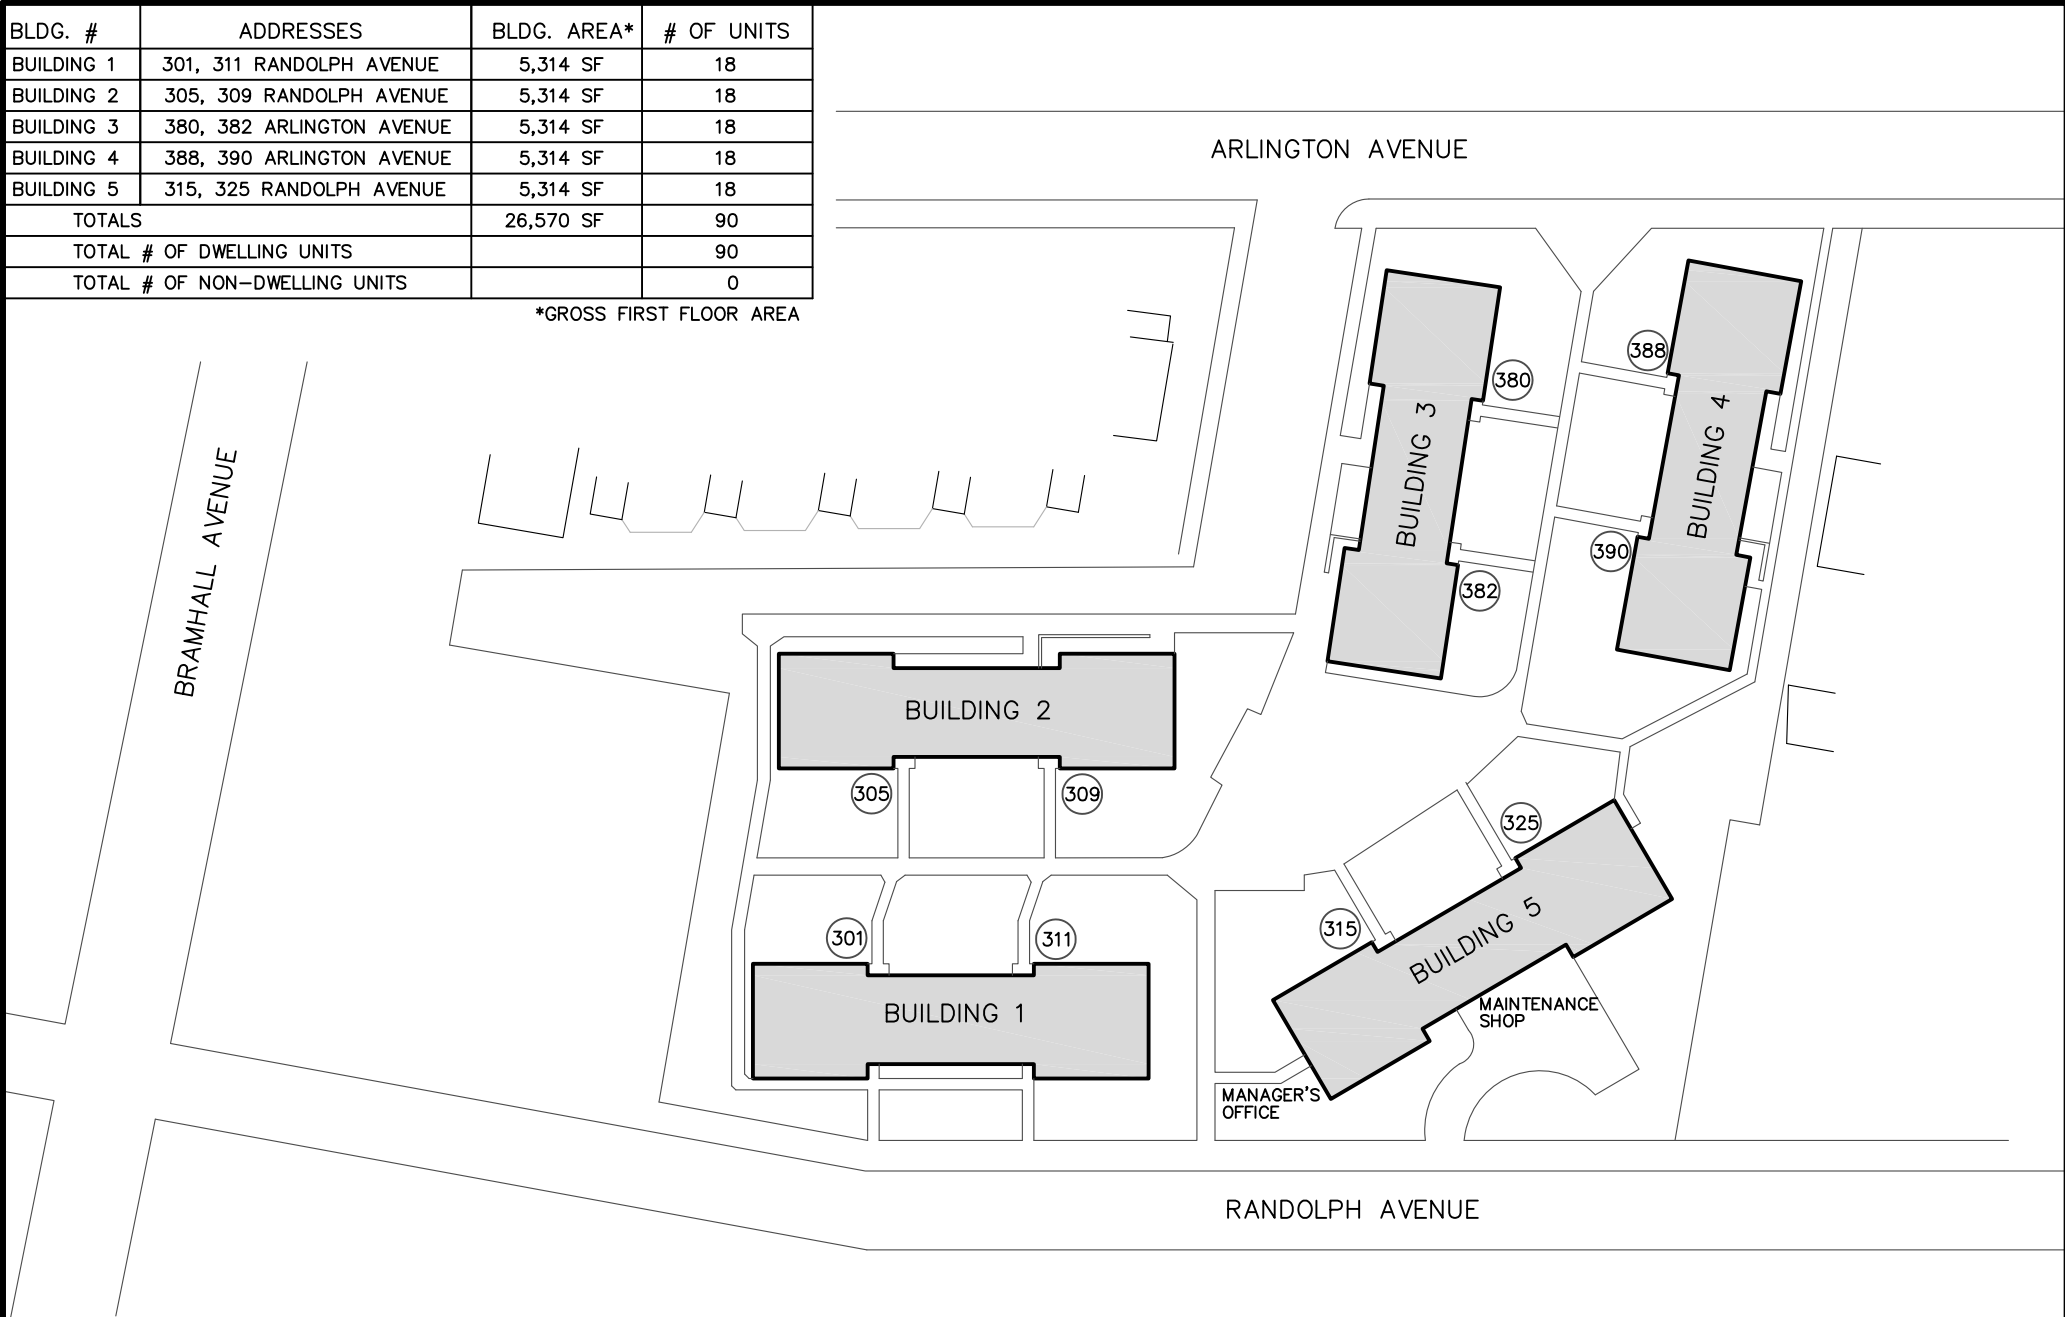 BLDG. # ADDRESSES BLDG. AREA* # OF UNITS
BUILDING 1 301, 311 RANDOLPH AVENUE 5,314 SF 18
BUILDING 2 305, 309 RANDOLPH AVENUE 5,314 SF 18
BUILDING 3 380, 382 ARLINGTON AVENUE 5,314 SF 18
BUILDING 4 388, 390 ARLINGTON AVENUE 5,314 SF 18
BUILDING 5 315, 325 RANDOLPH AVENUE 5,314 SF 18
TOTALS 26,570 SF 90
TOTAL # OF DWELLING UNITS 90
TOTAL # OF NON-DWELLING UNITS 0
*GROSS FIRST FLOOR AREA
ARLINGTON AVENUE
BRAMHALL AVENUE
388
380
BUILDING 3
BUILDING 4
390
382
BUILDING 2
305
309
325
315
301
311
BUILDING 5
BUILDING 1
MAINTENANCE
SHOP
MANAGER'S
OFFICE
RANDOLPH AVENUE